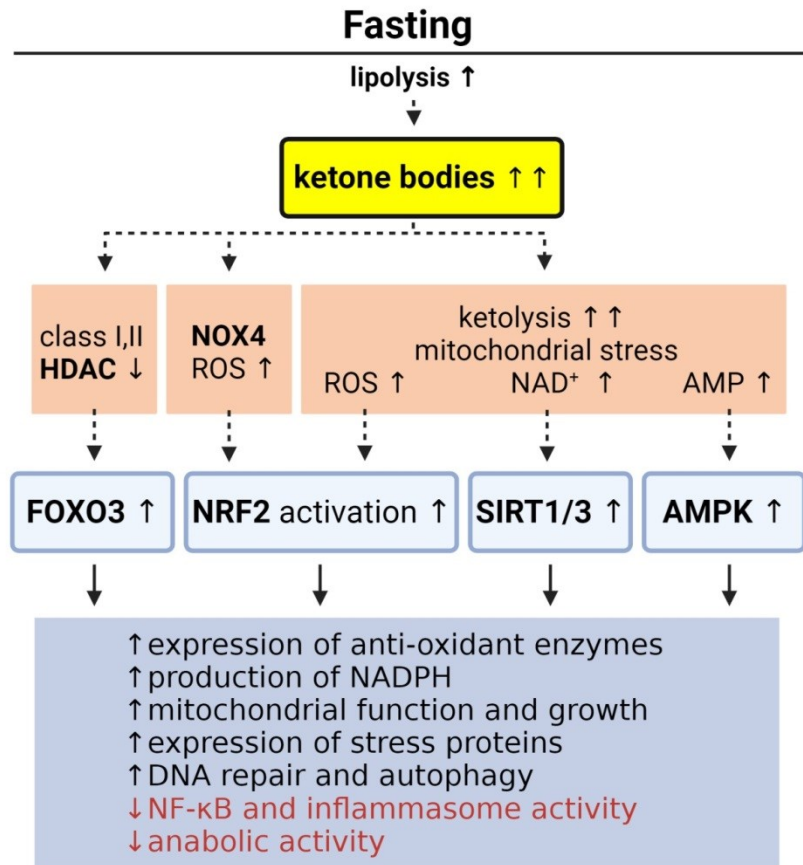 Fasting
lipolysis ↑
ketone bodies ↑ ↑
class I,II
HDAC ↓
NOX4
ROS ↑
ketolysis ↑ ↑
mitochondrial stress
ROS ↑ NAD⁺ ↑ AMP ↑
FOXO3 ↑
NRF2 activation ↑
SIRT1/3 ↑
AMPK ↑
↑expression of anti-oxidant enzymes
↑production of NADPH
↑mitochondrial function and growth
↑expression of stress proteins
↑DNA repair and autophagy
↓NF-κB and inflammasome activity
↓anabolic activity